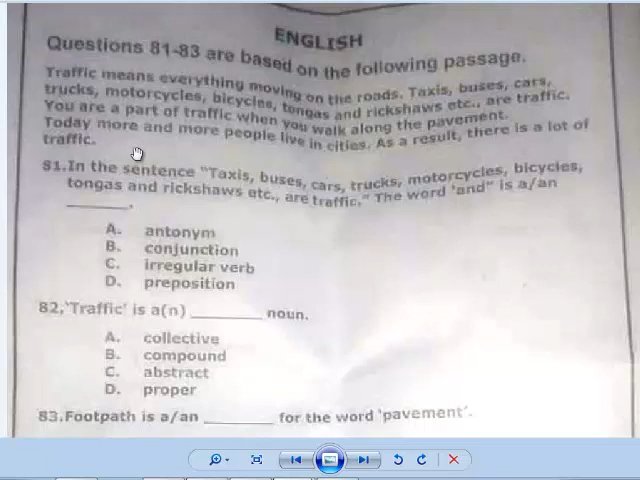 ENGLISH
Questions 81-83 are based on the following passage.
Traffic means everything moving on the roads. Taxis, buses, cars,
trucks, motorcycles, bicycles, tongas and rickshaws etc., are traffic.
You are a part of traffic when you walk along the pavement.
Today more and more people live in cities. As a result, there is a lot of
traffic.
81.In the sentence "Taxis, buses, cars, trucks, motorcycles, bicycles,
tongas and rickshaws etc., are traffic." The word 'and" is a/an
_______.
A. antonym
B. conjunction
C. irregular verb
D. preposition
82.'Traffic' is a(n) ________ noun.
A. collective
B. compound
C. abstract
D. proper
83.Footpath is a/an ________ for the word 'pavement'.